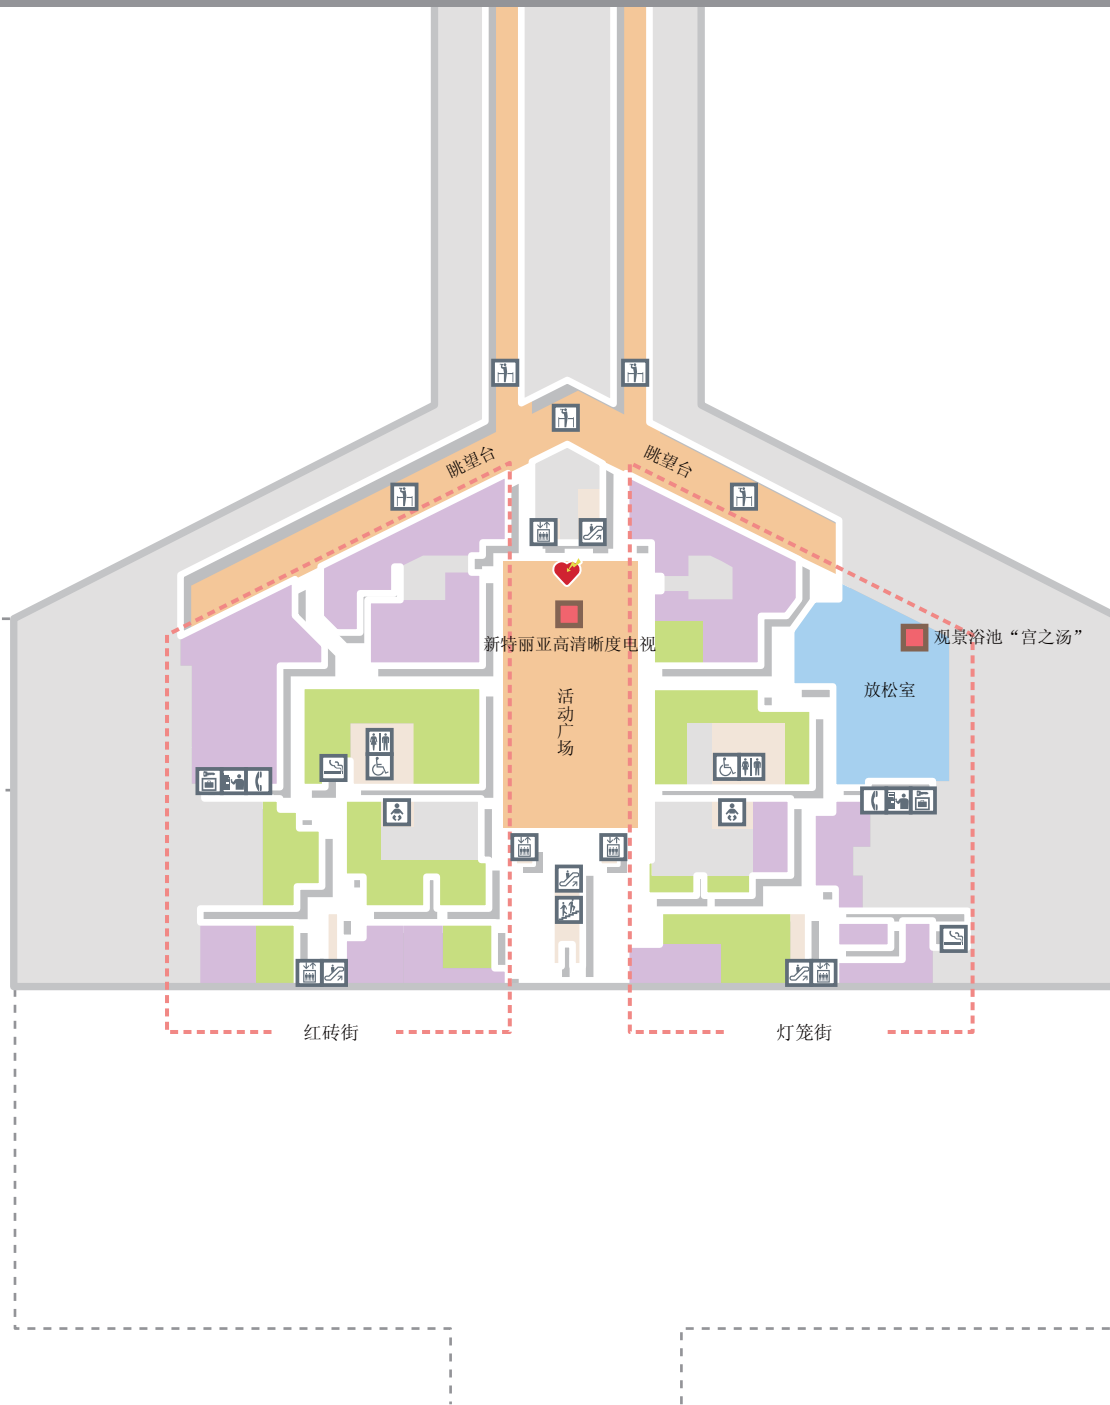 眺望台
眺望台
新特丽亚高清晰度电视
观景浴池“宫之汤”
活动广场
放松室
红砖街
灯笼街